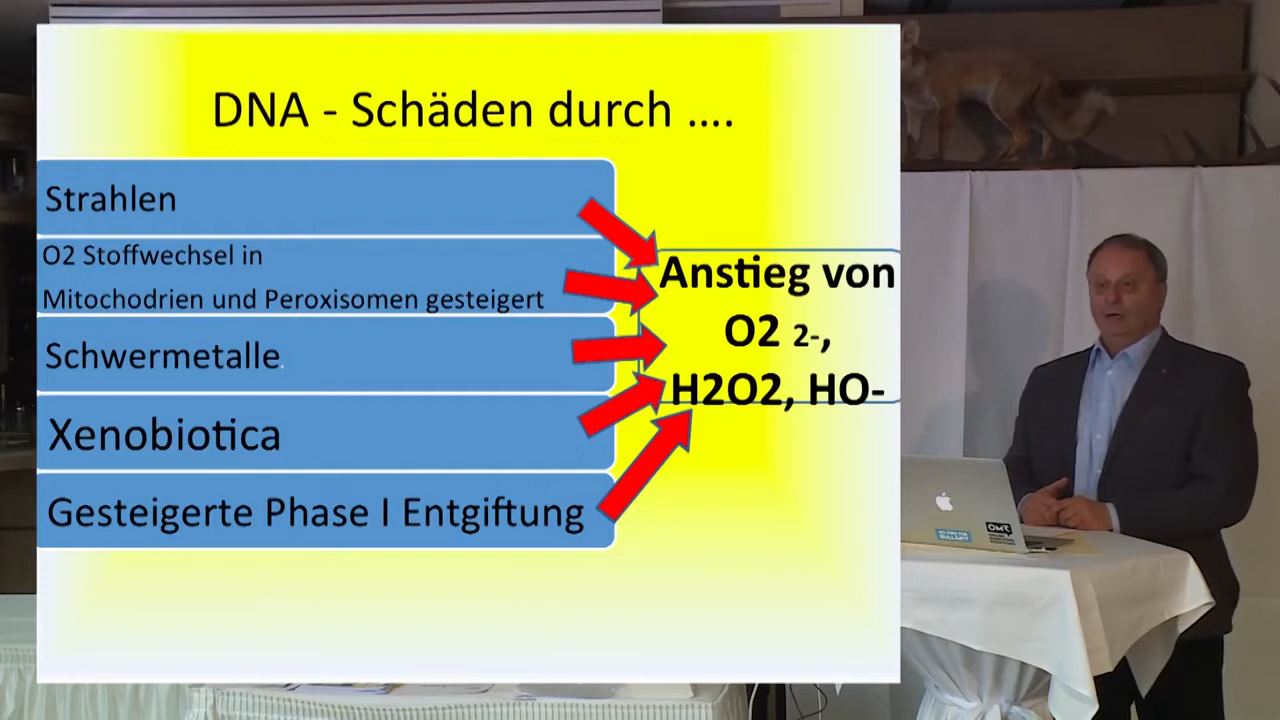 DNA - Schäden durch ....
Strahlen
O2 Stoffwechsel in
Mitochodrien und Peroxisomen gesteigert
Schwermetalle.
Xenobiotica
Gesteigerte Phase I Entgiftung
Anstieg von
O2 2-,
H2O2, HO-
OMR